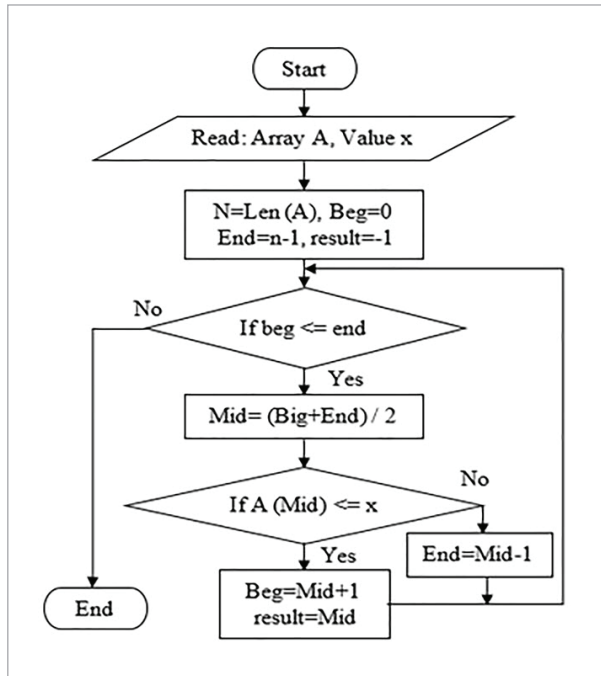 Start
Read: Array A, Value x
N=Len (A), Beg=0
End=n-1, result=-1
If beg <= end
No
Yes
Mid= (Big+End) / 2
If A (Mid) <= x
No
Yes
End=Mid-1
Beg=Mid+1
result=Mid
End